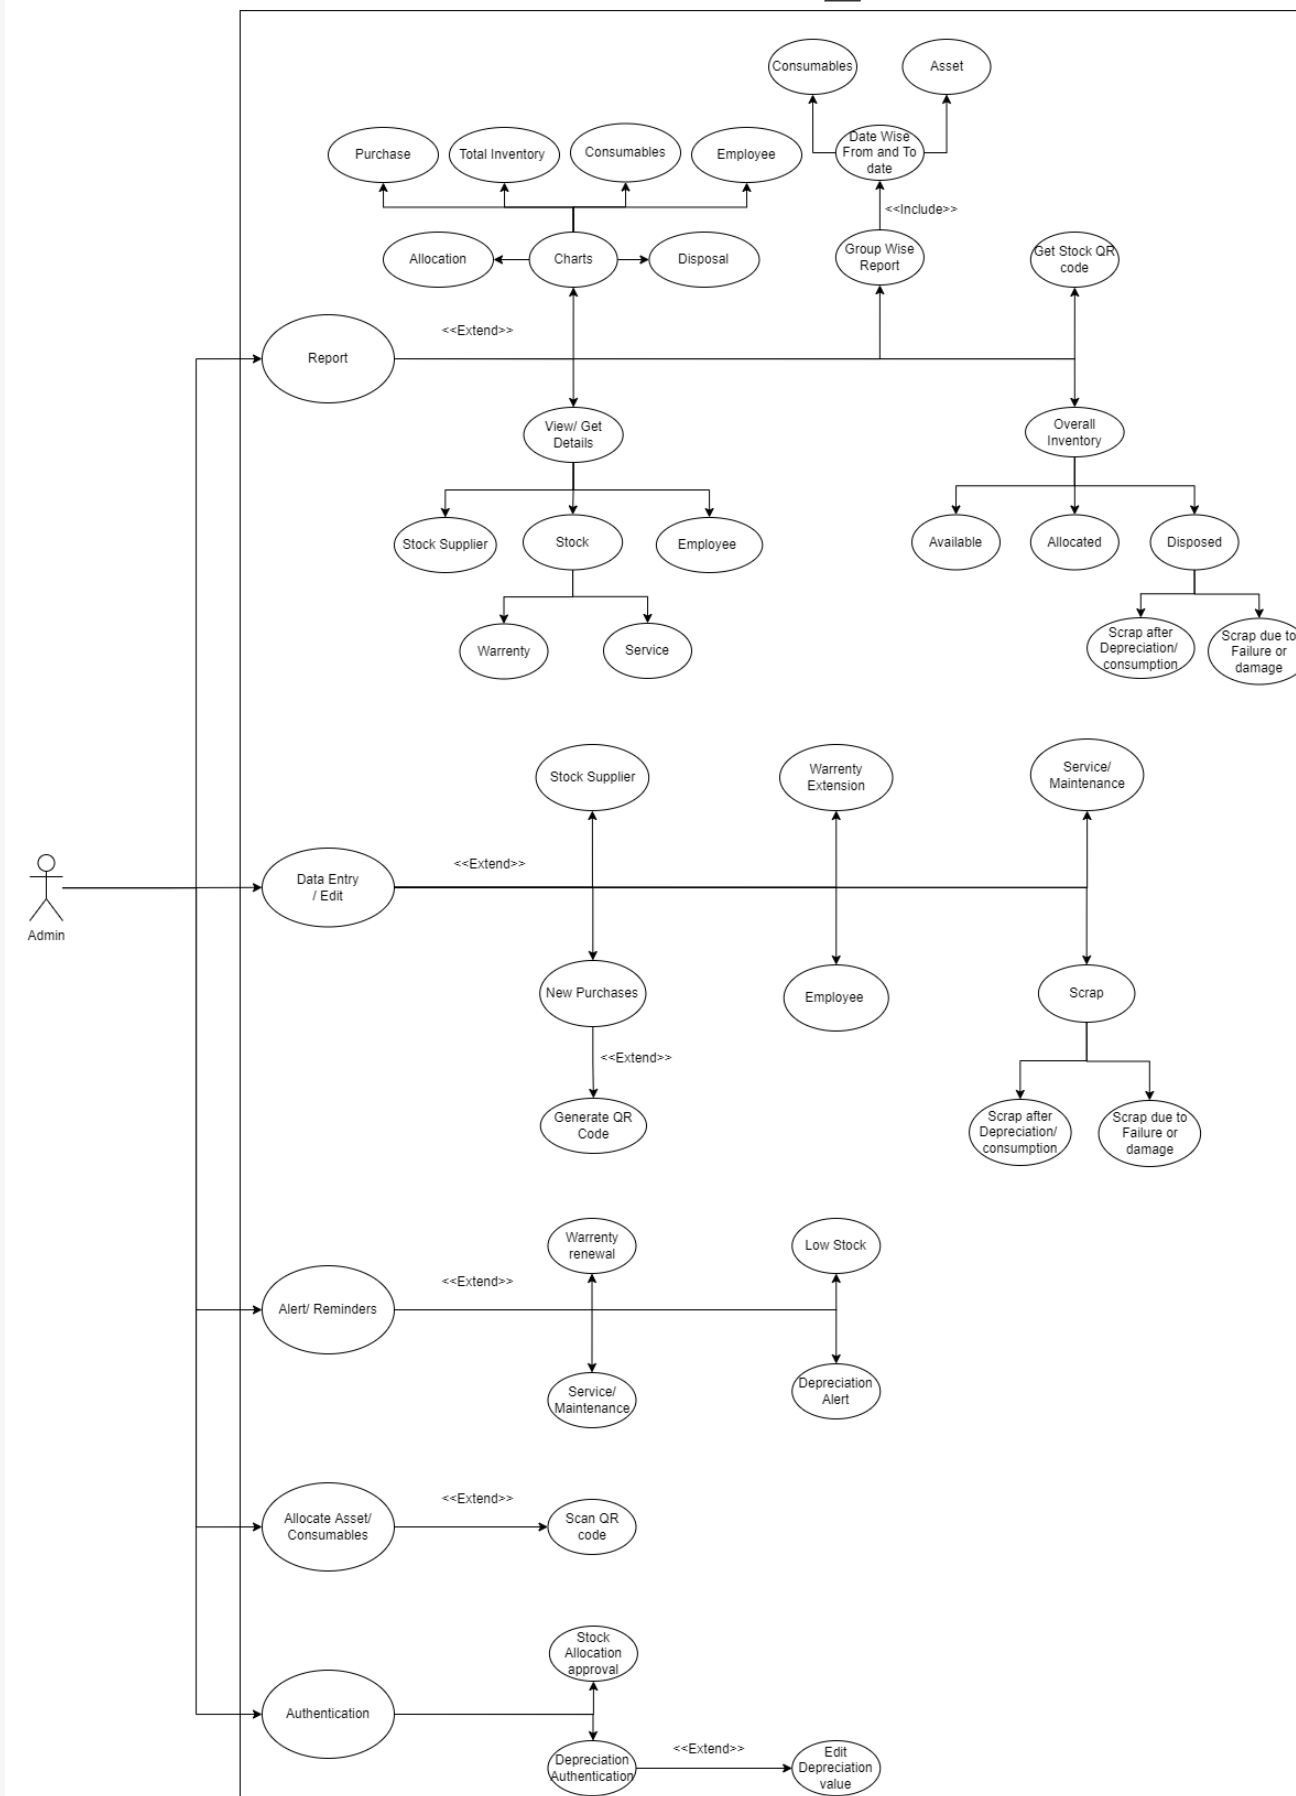 Consumables
Asset
Purchase
Total Inventory
Consumables
Employee
Date Wise
From and To
date
<<Include>>
Allocation
Charts
Disposal
Group Wise
Report
Get Stock QR
code
<<Extend>>
Report
View/ Get
Details
Overall
Inventory
Stock Supplier
Stock
Employee
Available
Allocated
Disposed
Warrenty
Service
Scrap after
Depreciation/
consumption
Scrap due to
Failure or
damage
Stock Supplier
Warrenty
Extension
Service/
Maintenance
<<Extend>>
Data Entry
/ Edit
Admin
New Purchases
Employee
Scrap
<<Extend>>
Generate QR
Code
Scrap after
Depreciation/
consumption
Scrap due to
Failure or
damage
Warrenty
renewal
Low Stock
<<Extend>>
Alert/ Reminders
Service/
Maintenance
Depreciation
Alert
<<Extend>>
Allocate Asset/
Consumables
Scan QR
code
Stock
Allocation
approval
Authentication
Depreciation
Authentication
<<Extend>>
Edit
Depreciation
value